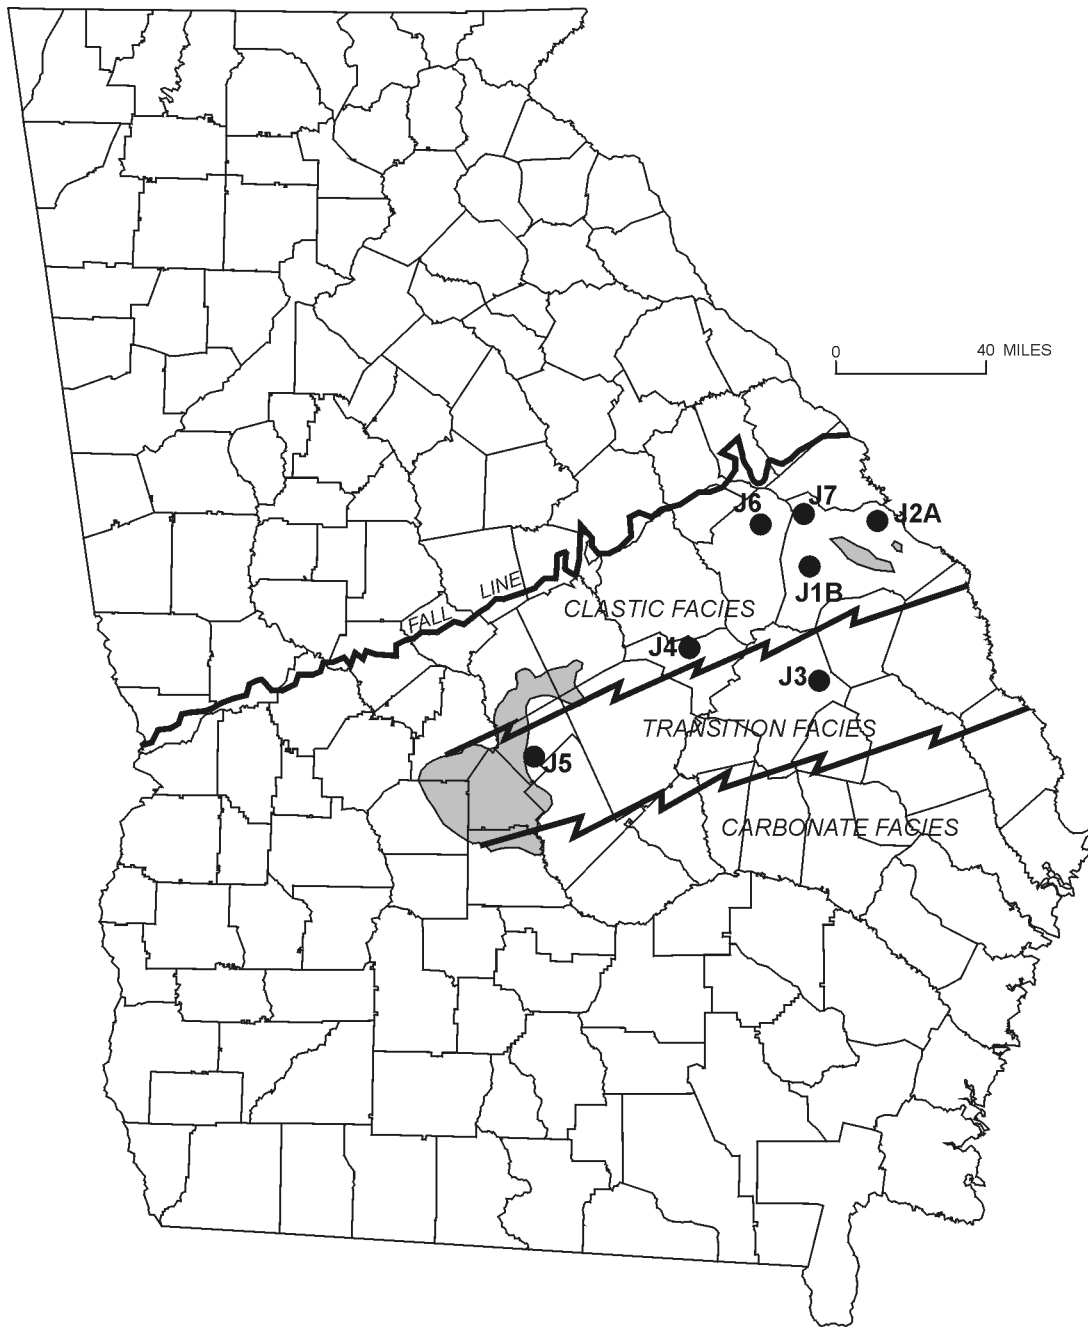 0 40 MILES
J6
J7
J2A
J1B
FALL LINE
CLASTIC FACIES
J4
J3
TRANSITION FACIES
J5
CARBONATE FACIES